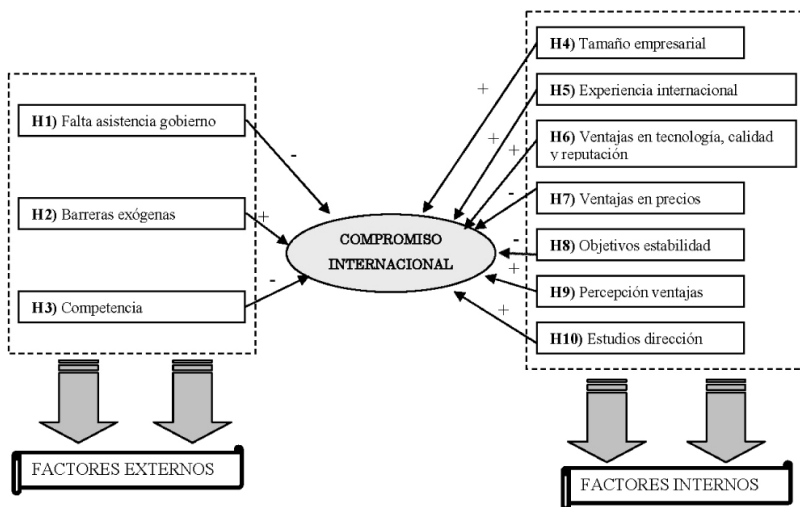 H1) Falta asistencia gobierno
-
H2) Barreras exógenas
+
H3) Competencia
-
FACTORES EXTERNOS
COMPROMISO
INTERNACIONAL
H4) Tamaño empresarial
+
H5) Experiencia internacional
+
H6) Ventajas en tecnología, calidad
y reputación
+
H7) Ventajas en precios
-
H8) Objetivos estabilidad
-
H9) Percepción ventajas
+
H10) Estudios dirección
+
FACTORES INTERNOS